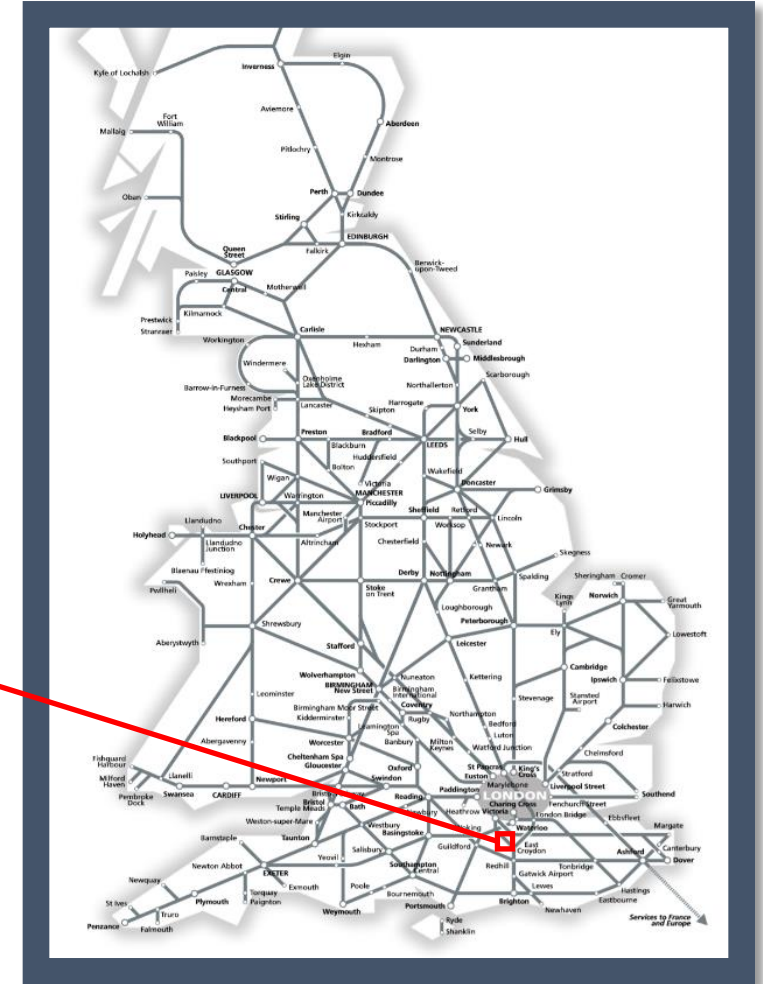 Elgin
Kyle of Lochalsh
Inverness
Aviemore
Fort
William
Aberdeen
Mallaig
Pitlochry
Montrose
Perth
Dundee
Oban
Stirling
Kirkcaldy
EDINBURGH
Queen
Street
Falkirk
Berwick-
upon-Tweed
Paisley
GLASGOW
Central
Motherwell
Prestwick
Kilmarnock
Stranraer
Carlisle
NEWCASTLE
Workington
Hexham
Durham
Sunderland
Darlington
Middlesbrough
Windermere
Scarborough
Oxenholme
Lake District
Barrow-in-Furness
Northallerton
Morecambe
Heysham Port
Lancaster
Skipton
Harrogate
York
Blackpool
Preston
Blackburn
Bradford
LEEDS
Selby
Hull
Huddersfield
Southport
Bolton
Wakefield
Wigan
Victoria
Doncaster
LIVERPOOL
Warrington
MANCHESTER
Piccadilly
Grimsby
Manchester
Airport
Sheffield
Retford
Llandudno
Stockport
Worksop
Lincoln
Holyhead
Chester
Llandudno
Junction
Altrincham
Chesterfield
Newark
Skegness
Blaenau Ffestiniog
Pwllheli
Wrexham
Crewe
Stoke
on Trent
Derby
Nottingham
Grantham
Spalding
Sheringham
Cromer
Kings
Lynn
Norwich
Great
Yarmouth
Loughborough
Peterborough
Shrewsbury
Ely
Lowestoft
Aberystwyth
Stafford
Leicester
Wolverhampton
Nuneaton
Cambridge
BIRMINGHAM
New Street
Birmingham
International
Kettering
Ipswich
Felixstowe
Leominster
Coventry
Stevenage
Stansted
Airport
Harwich
Birmingham Moor Street
Kidderminster
Rugby
Northampton
Hereford
Leamington
Spa
Bedford
Colchester
Abergavenny
Worcester
Banbury
Milton
Keynes
Luton
Watford Junction
Chelmsford
Cheltenham Spa
Gloucester
Oxford
St Pancras
Euston
King's
Cross
Stratford
Fishguard
Harbour
Milford
Haven
Llanelli
Newport
Swindon
Marylebone
Liverpool Street
Pembroke
Dock
Swansea
CARDIFF
Bristol
Temple Meads
Bath
Reading
Paddington
LONDON
Southend
Fenchurch Street
Heathrow
Victoria
Charing Cross
London Bridge
Ebbsfleet
Weston-super-Mare
Waterloo
Margate
Barnstaple
Taunton
Westbury
Basingstoke
Canterbury
Newton Abbot
Yeovil
Salisbury
Guildford
East
Croydon
Ashford
Dover
Redhill
Tonbridge
Newquay
EXETER
Southampton
Central
Gatwick Airport
Exmouth
Poole
Lewes
Hastings
St Ives
Plymouth
Torquay
Paignton
Bournemouth
Eastbourne
Truro
Weymouth
Portsmouth
Brighton
Newhaven
Penzance
Falmouth
Ryde
Shanklin
Services to France
and Europe